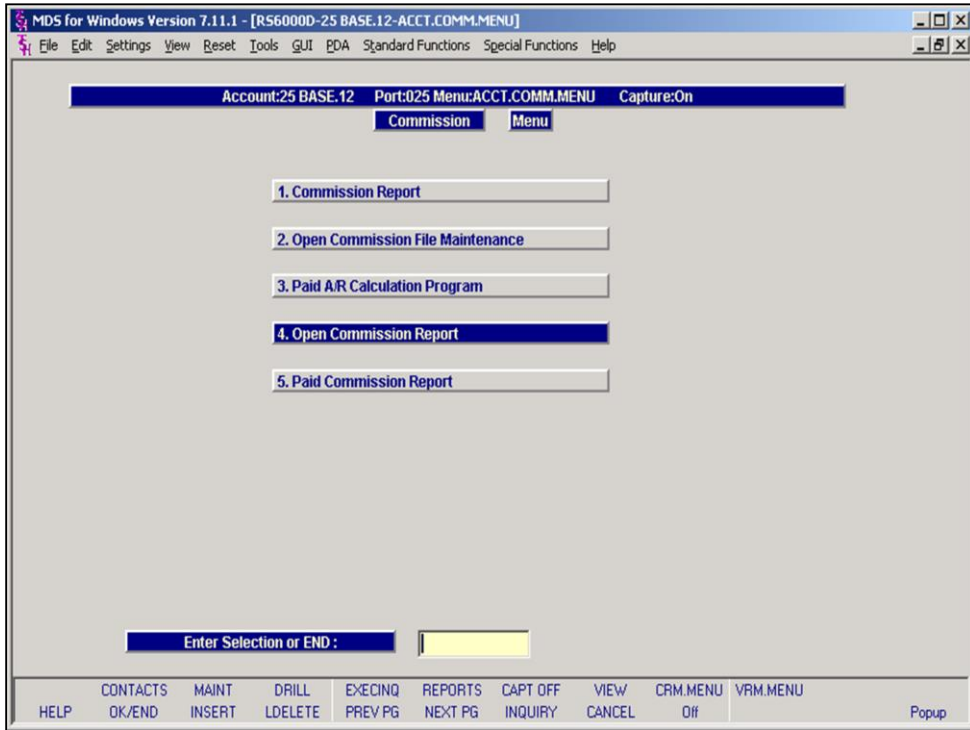 MDS for Windows Version 7.11.1 - [RS6000D-25 BASE.12-ACCT.COMM.MENU]
File Edit Settings View Reset Tools GUI PDA Standard Functions Special Functions Help
Account:25 BASE.12 Port:025 Menu:ACCT.COMM.MENU Capture:On
Commission Menu
1. Commission Report
2. Open Commission File Maintenance
3. Paid A/R Calculation Program
4. Open Commission Report
5. Paid Commission Report
Enter Selection or END :
CONTACTS MAINT DRILL EXECINQ REPORTS CAPT OFF VIEW CRM.MENU VRM.MENU
HELP OK/END INSERT LDELETE PREV PG NEXT PG INQUIRY CANCEL Off Popup